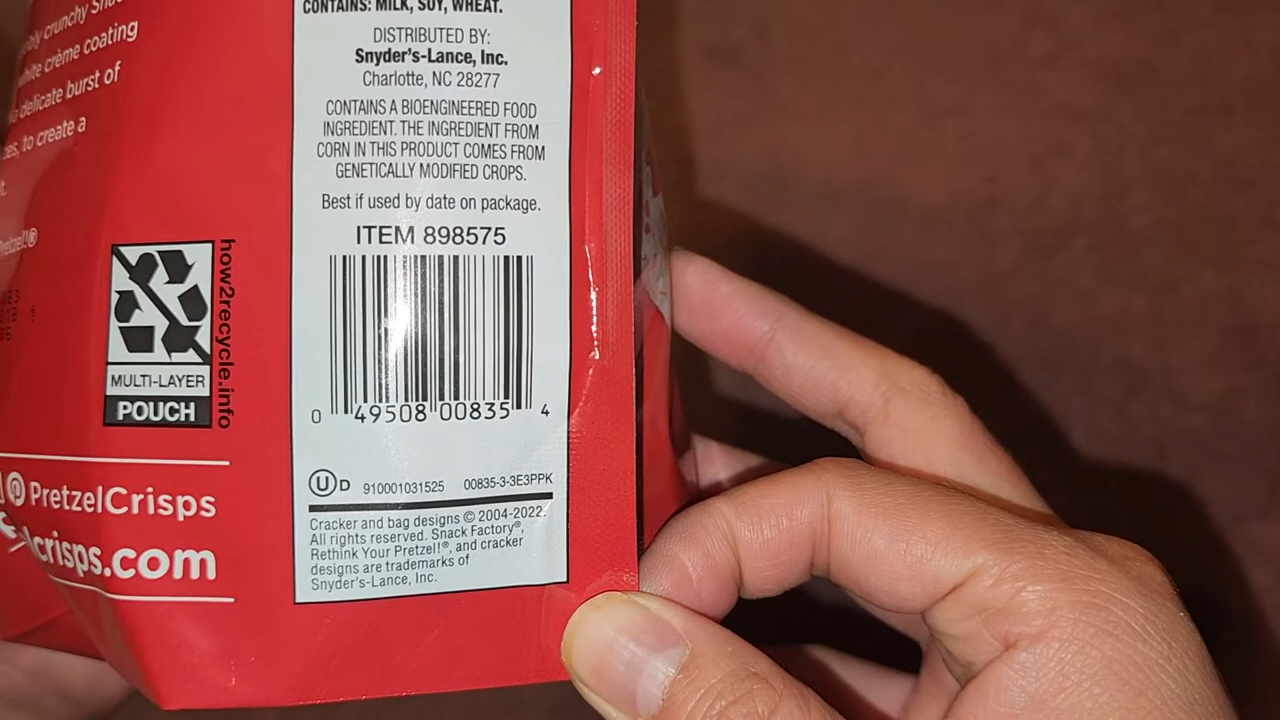 crunchy
white crème coating
delicate burst of
to create a
CONTAINS: MILK, SOY, WHEAT.
DISTRIBUTED BY:
Snyder's-Lance, Inc.
Charlotte, NC 28277
CONTAINS A BIOENGINEERED FOOD
INGREDIENT. THE INGREDIENT FROM
CORN IN THIS PRODUCT COMES FROM
GENETICALLY MODIFIED CROPS.
Best if used by date on package.
ITEM 898575
0 49508 00835 4
how2recycle.info
MULTI-LAYER
POUCH
PretzelCrisps
crisps.com
U D 910001031525 00835-3-3E3PPK
Cracker and bag designs © 2004-2022.
All rights reserved. Snack Factory®,
Rethink Your Pretzel!®, and cracker
designs are trademarks of
Snyder's-Lance, Inc.